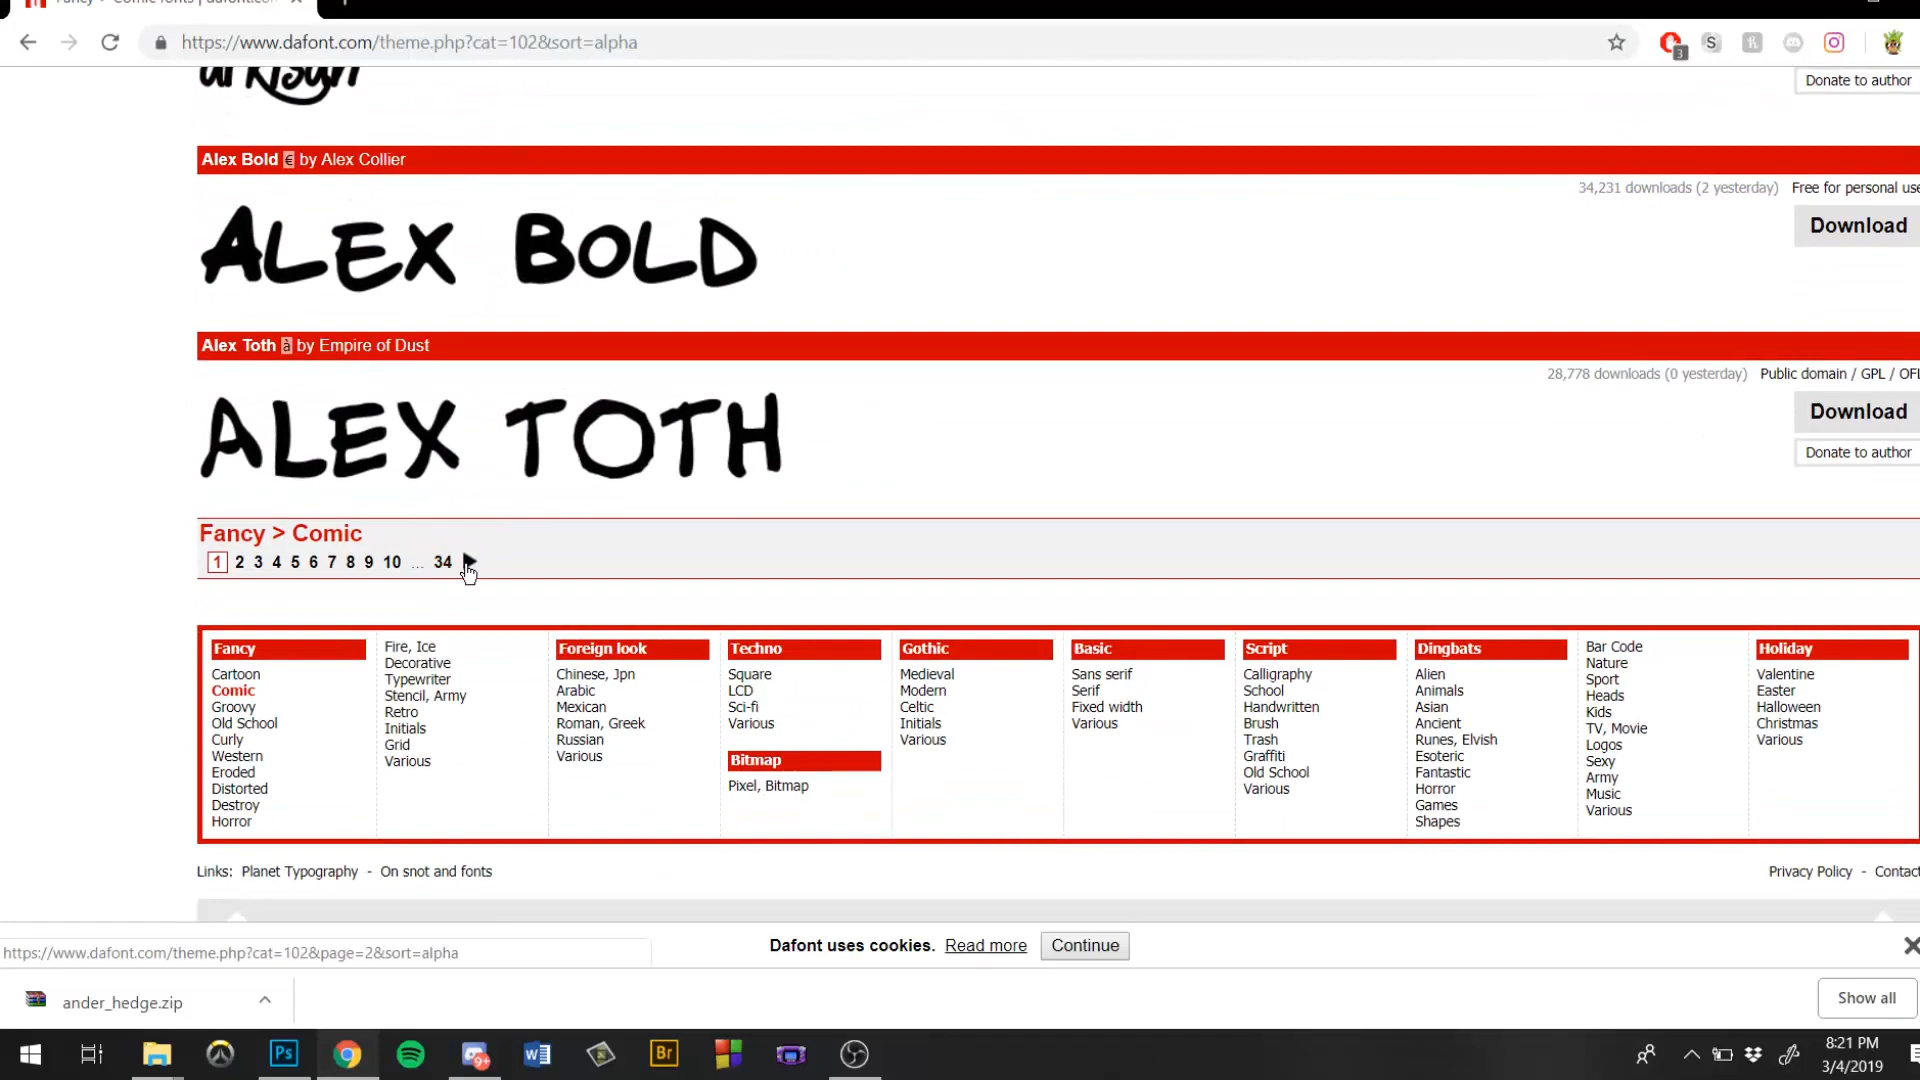 Fancy > Comic fonts | dafont.com
https://www.dafont.com/theme.php?cat=102&sort=alpha
3
arkisan
Donate to author
Alex Bold € by Alex Collier
34,231 downloads (2 yesterday) Free for personal use
ALEX BOLD
Download
Alex Toth à by Empire of Dust
28,778 downloads (0 yesterday) Public domain / GPL / OFL
ALEX TOTH
Download
Donate to author
Fancy > Comic
1 2 3 4 5 6 7 8 9 10 ... 34
Fancy
Cartoon
Comic
Groovy
Old School
Curly
Western
Eroded
Distorted
Destroy
Horror
Fire, Ice
Decorative
Typewriter
Stencil, Army
Retro
Initials
Grid
Various
Foreign look
Chinese, Jpn
Arabic
Mexican
Roman, Greek
Russian
Various
Techno
Square
LCD
Sci-fi
Various
Bitmap
Pixel, Bitmap
Gothic
Medieval
Modern
Celtic
Initials
Various
Basic
Sans serif
Serif
Fixed width
Various
Script
Calligraphy
School
Handwritten
Brush
Trash
Graffiti
Old School
Various
Dingbats
Alien
Animals
Asian
Ancient
Runes, Elvish
Esoteric
Fantastic
Horror
Games
Shapes
Bar Code
Nature
Sport
Heads
Kids
TV, Movie
Logos
Sexy
Army
Music
Various
Holiday
Valentine
Easter
Halloween
Christmas
Various
Links: Planet Typography - On snot and fonts
Privacy Policy - Contact
https://www.dafont.com/theme.php?cat=102&page=2&sort=alpha
Dafont uses cookies. Read more Continue
ander_hedge.zip
Show all
Ps
9+
Br
8:21 PM
3/4/2019